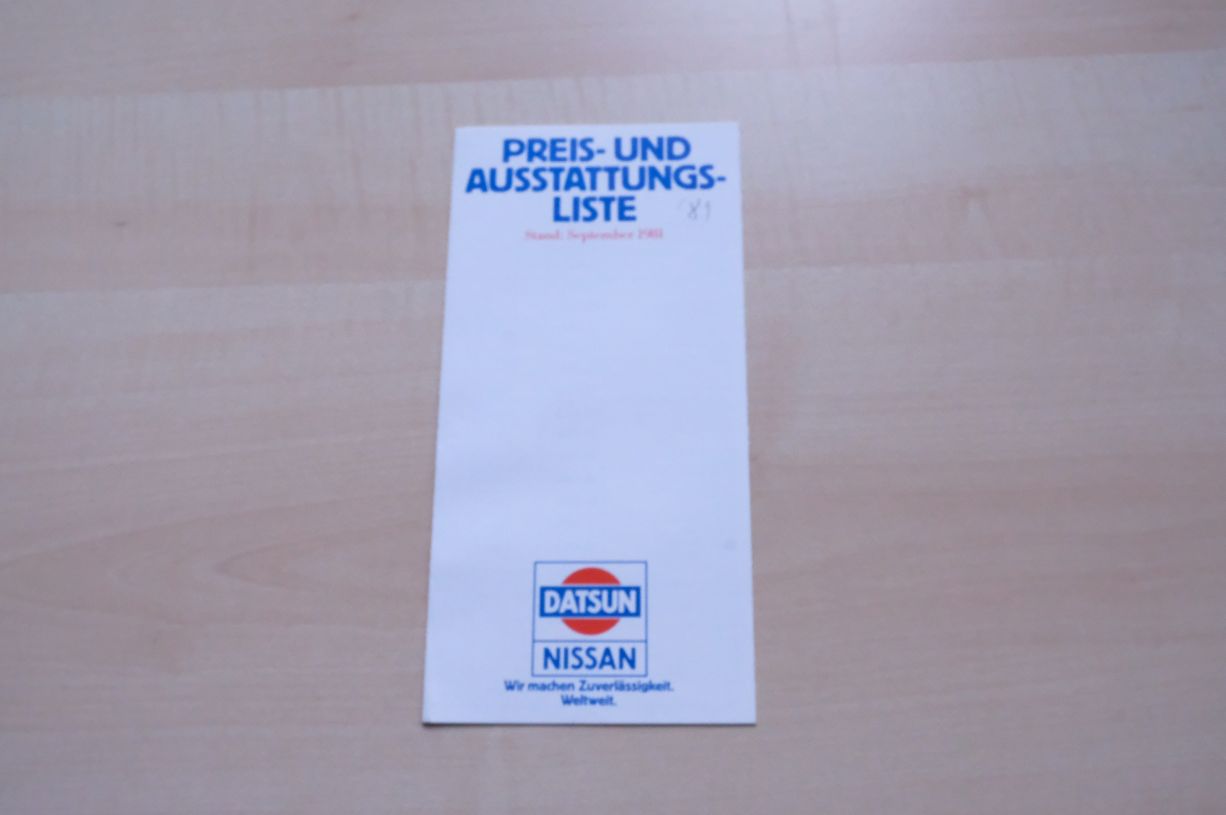 PREIS- UND
AUSSTATTUNGS-
LISTE
'81
Stand: September 1981
DATSUN
NISSAN
Wir machen Zuverlässigkeit.
Weltweit.